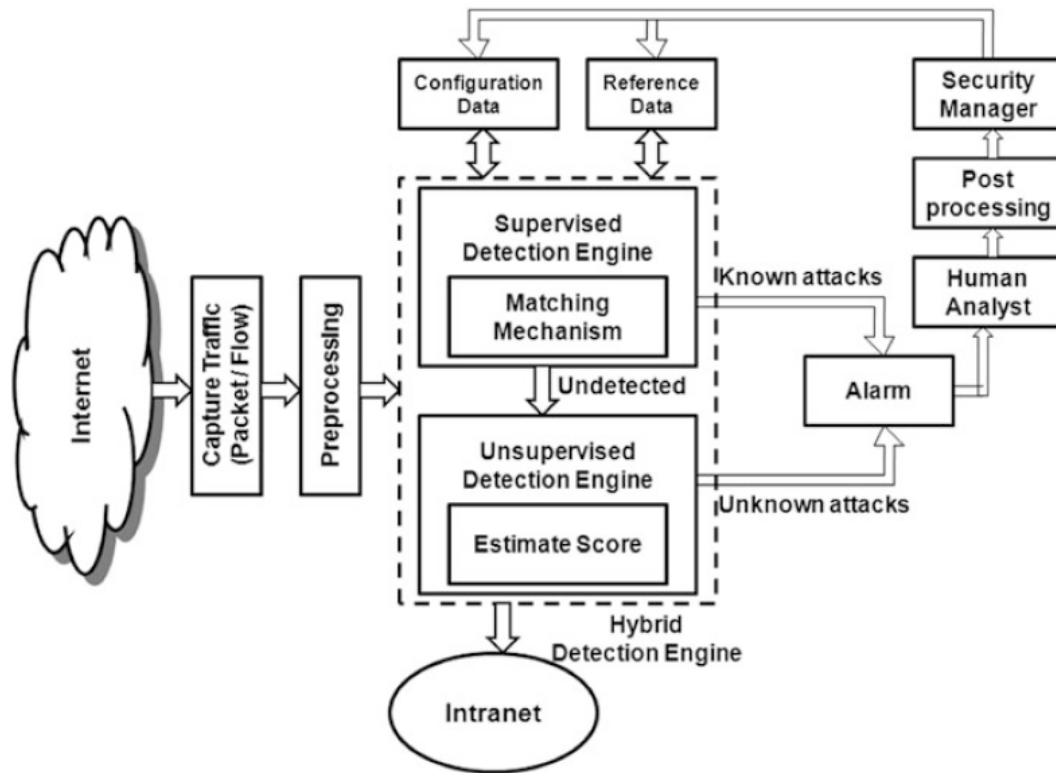 Configuration
Data
Reference
Data
Security
Manager
Post
processing
Human
Analyst
Supervised
Detection Engine
Matching
Mechanism
Known attacks
Undetected
Alarm
Internet
Capture Traffic
(Packet / Flow)
Preprocessing
Unsupervised
Detection Engine
Estimate Score
Unknown attacks
Hybrid
Detection Engine
Intranet